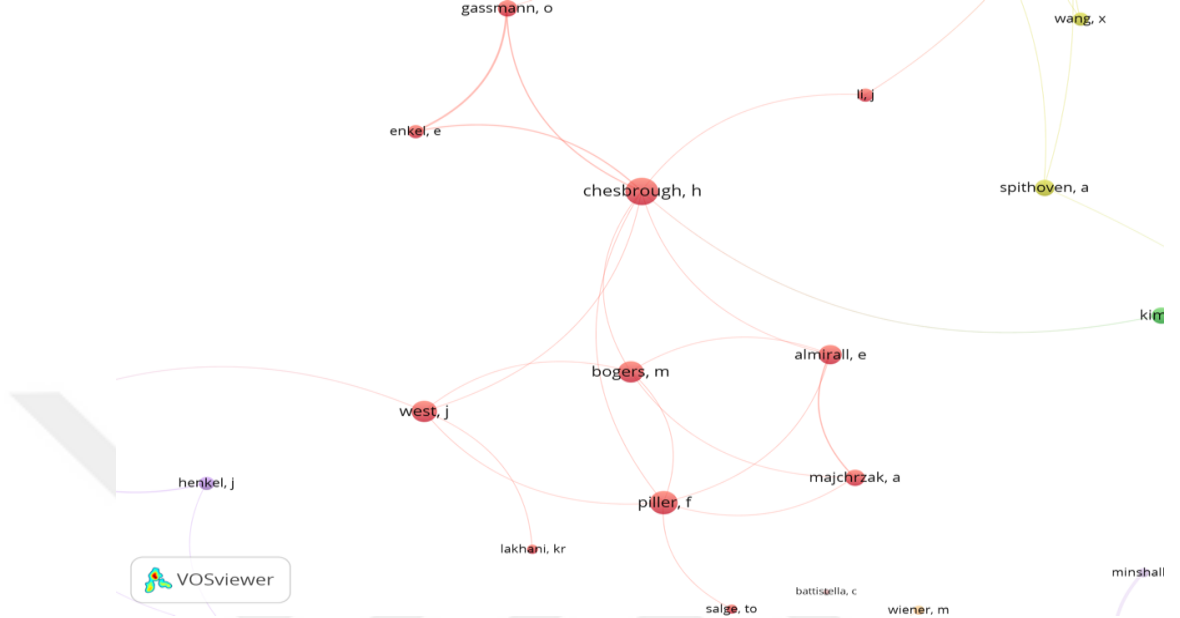 gassmann, o
wang, x
li, j
enkel, e
chesbrough, h
spithoven, a
kim
almirall, e
bogers, m
west, j
majchrzak, a
henkel, j
piller, f
lakhani, kr
minshall
VOSviewer
battistella, c
salge, to
wiener, m